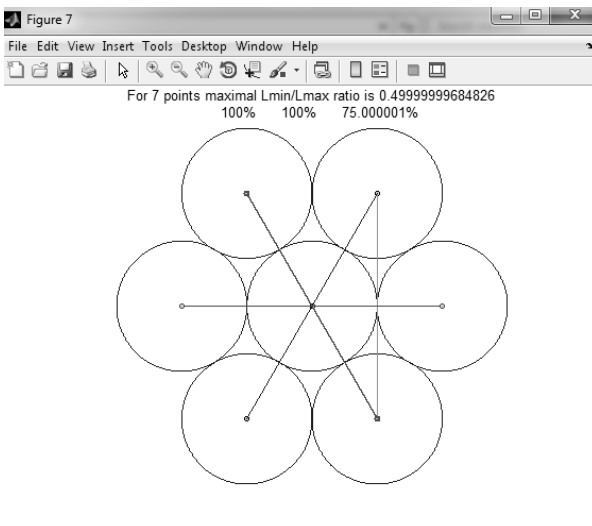 Figure 7
File Edit View Insert Tools Desktop Window Help
For 7 points maximal Lmin/Lmax ratio is 0.49999999684826
100% 100% 75.000001%